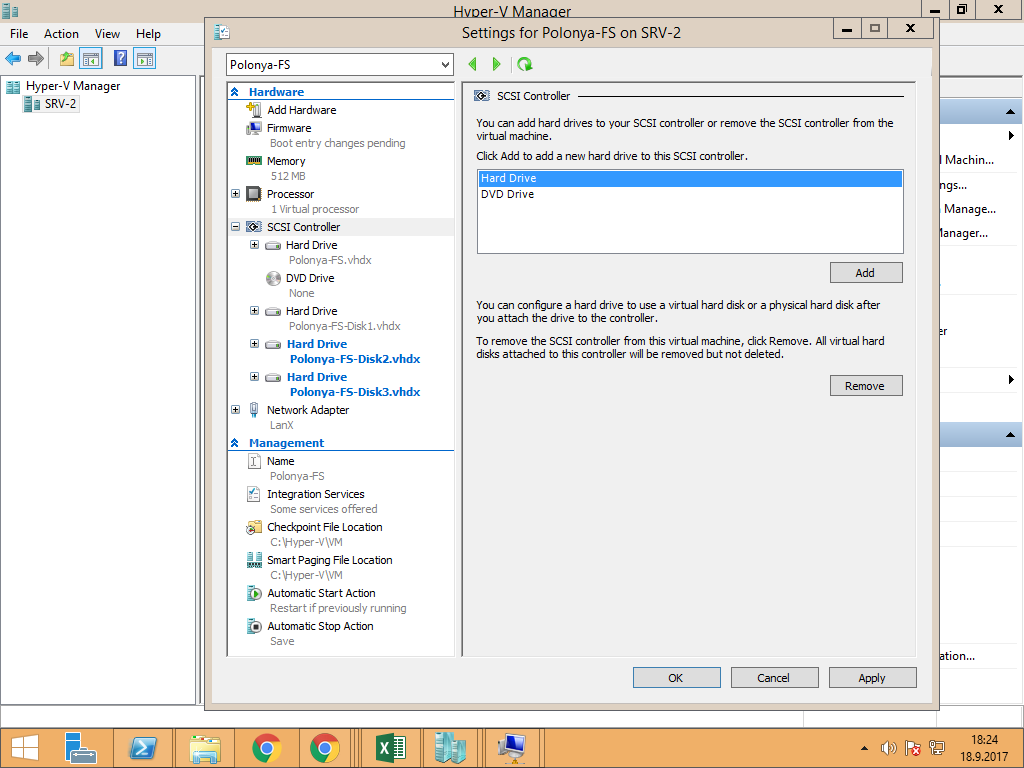 Hyper-V Manager
File Action View Help
Hyper-V Manager
SRV-2
Settings for Polonya-FS on SRV-2
Polonya-FS
Hardware
Add Hardware
Firmware
Boot entry changes pending
Memory
512 MB
Processor
1 Virtual processor
SCSI Controller
Hard Drive
Polonya-FS.vhdx
DVD Drive
None
Hard Drive
Polonya-FS-Disk1.vhdx
Hard Drive
Polonya-FS-Disk2.vhdx
Hard Drive
Polonya-FS-Disk3.vhdx
Network Adapter
LanX
Management
Name
Polonya-FS
Integration Services
Some services offered
Checkpoint File Location
C:\Hyper-V\VM
Smart Paging File Location
C:\Hyper-V\VM
Automatic Start Action
Restart if previously running
Automatic Stop Action
Save
SCSI Controller
You can add hard drives to your SCSI controller or remove the SCSI controller from the
virtual machine.
Click Add to add a new hard drive to this SCSI controller.
Hard Drive
DVD Drive
Add
You can configure a hard drive to use a virtual hard disk or a physical hard disk after
you attach the drive to the controller.
To remove the SCSI controller from this virtual machine, click Remove. All virtual hard
disks attached to this controller will be removed but not deleted.
Remove
OK Cancel Apply
l Machin...
ngs...
Manage...
Manager...
er
ation...
18:24
18.9.2017